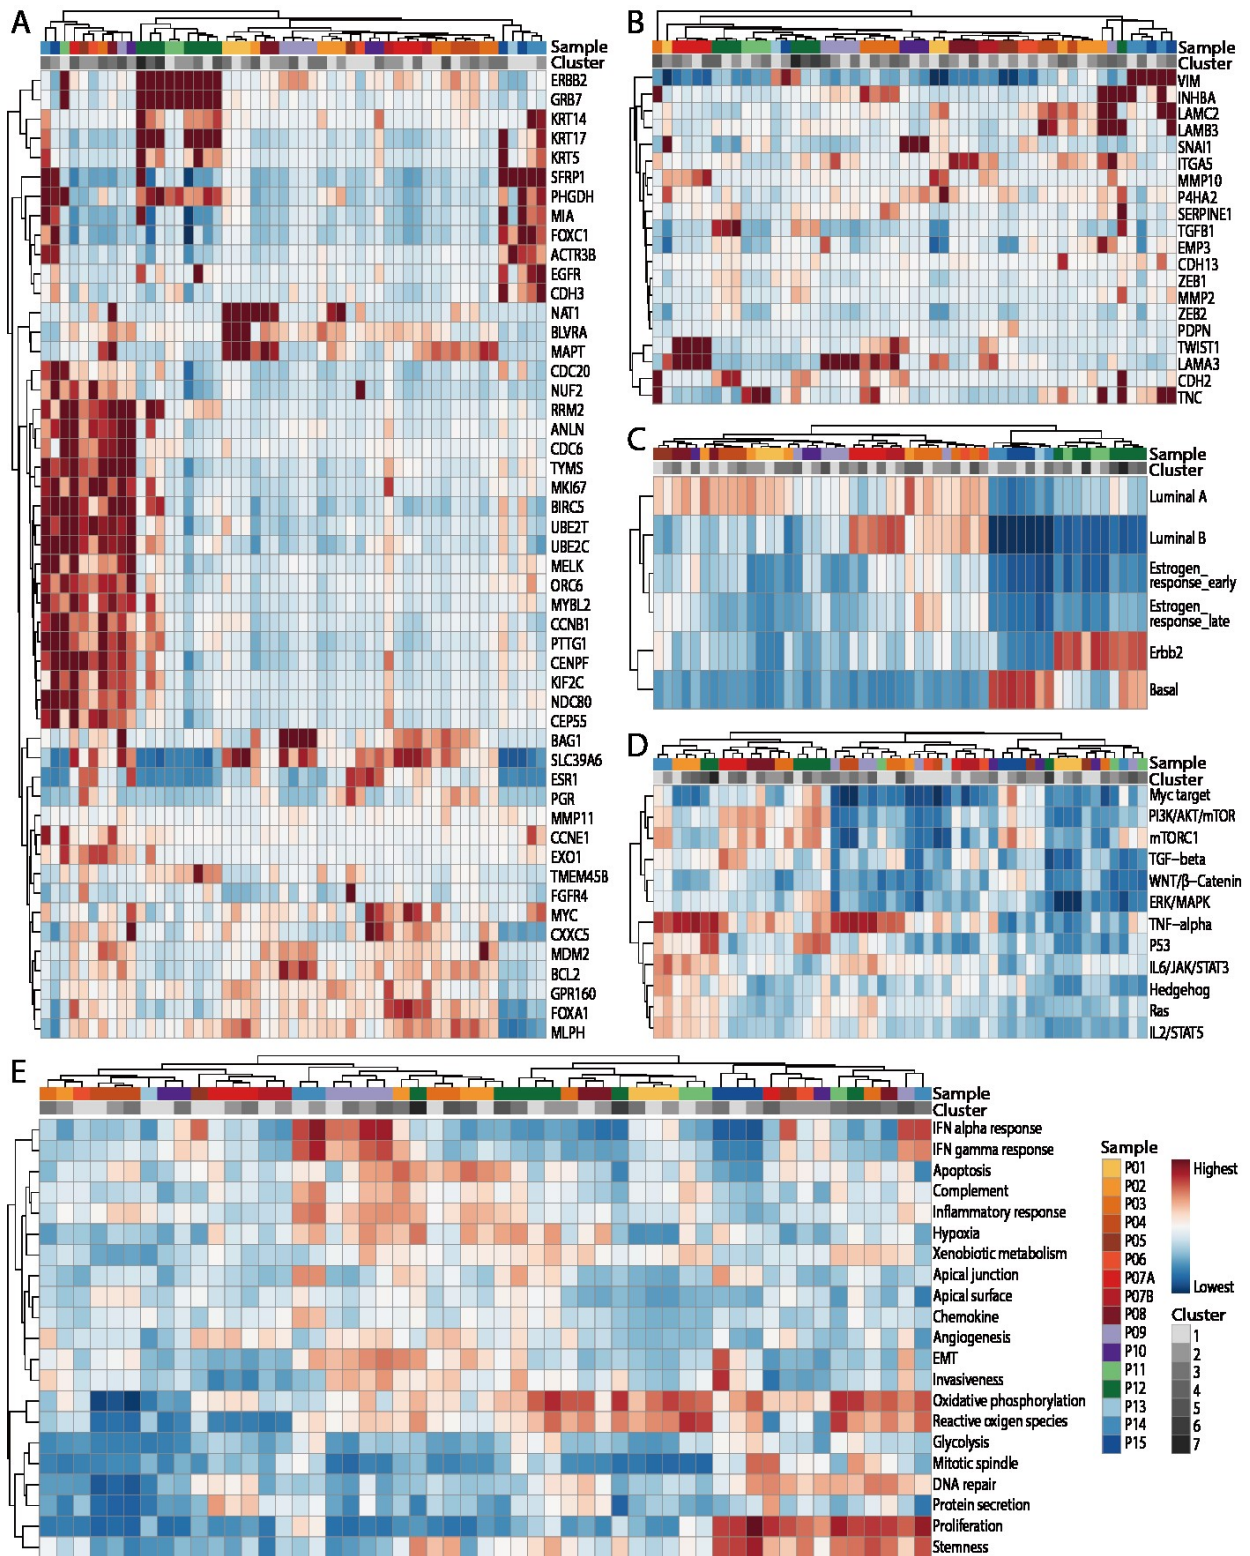 A
Sample
Cluster
ERBB2
GRB7
KRT14
KRT17
KRT5
SFRP1
PHGDH
MIA
FOXC1
ACTR3B
EGFR
CDH3
NAT1
BLVRA
MAPT
CDC20
NUF2
RRM2
ANLN
CDC6
TYMS
MKI67
BIRC5
UBE2T
UBE2C
MELK
ORC6
MYBL2
CCNB1
PTTG1
CENPF
KIF2C
NDC80
CEP55
BAG1
SLC39A6
ESR1
PGR
MMP11
CCNE1
EXO1
TMEM45B
FGFR4
MYC
CXXC5
MDM2
BCL2
GPR160
FOXA1
MLPH
B
Sample
Cluster
VIM
INHBA
LAMC2
LAMB3
SNAI1
ITGA5
MMP10
P4HA2
SERPINE1
TGFB1
EMP3
CDH13
ZEB1
MMP2
ZEB2
PDPN
TWIST1
LAMA3
CDH2
TNC
C
Sample
Cluster
Luminal A
Luminal B
Estrogen_
response_early
Estrogen_
response_late
Erbb2
Basal
D
Sample
Cluster
Myc target
PI3K/AKT/mTOR
mTORC1
TGF-beta
WNT/β-Catenin
ERK/MAPK
TNF-alpha
P53
IL6/JAK/STAT3
Hedgehog
Ras
IL2/STAT5
E
Sample
Cluster
IFN alpha response
IFN gamma response
Apoptosis
Complement
Inflammatory response
Hypoxia
Xenobiotic metabolism
Apical junction
Apical surface
Chemokine
Angiogenesis
EMT
Invasiveness
Oxidative phosphorylation
Reactive oxigen species
Glycolysis
Mitotic spindle
DNA repair
Protein secretion
Proliferation
Stemness
Sample
P01
P02
P03
P04
P05
P06
P07A
P07B
P08
P09
P10
P11
P12
P13
P14
P15
Highest
Lowest
Cluster
1
2
3
4
5
6
7